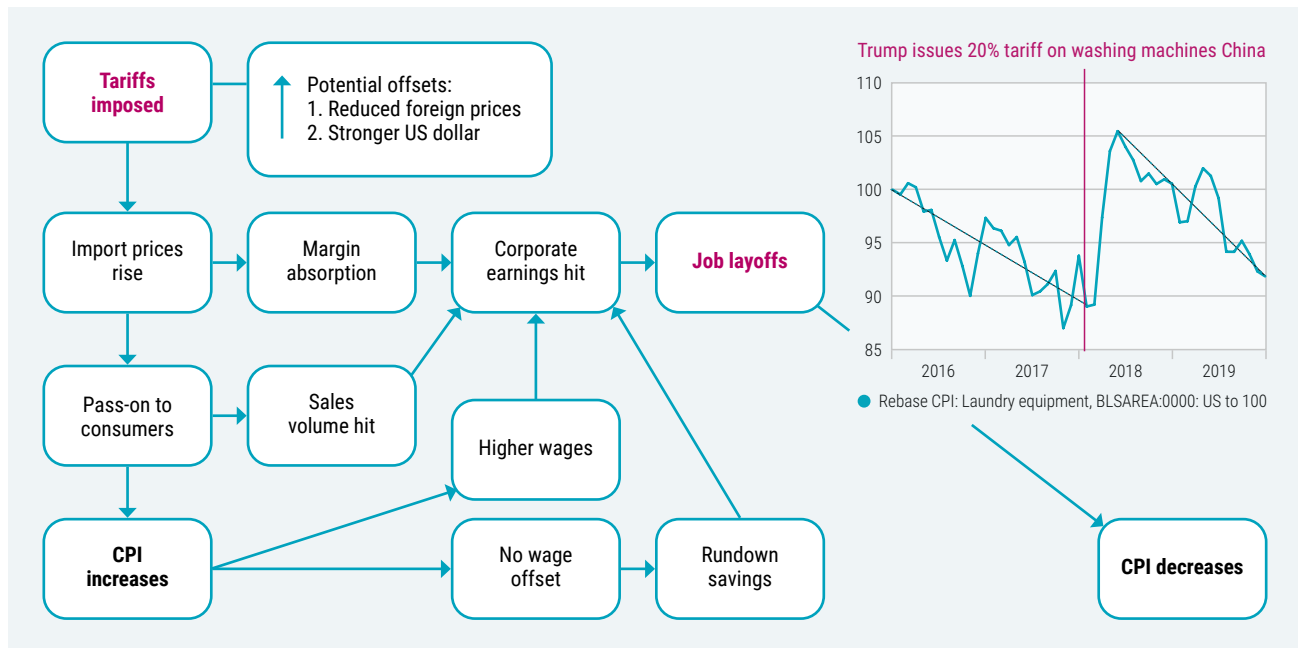 Tariffs
imposed
Potential offsets:
1. Reduced foreign prices
2. Stronger US dollar
Import prices
rise
Margin
absorption
Corporate
earnings hit
Job layoffs
Pass-on to
consumers
Sales
volume hit
Higher wages
CPI
increases
No wage
offset
Rundown
savings
Trump issues 20% tariff on washing machines China
110
105
100
95
90
85
2016
2017
2018
2019
Rebase CPI: Laundry equipment, BLSAREA:0000: US to 100
CPI decreases